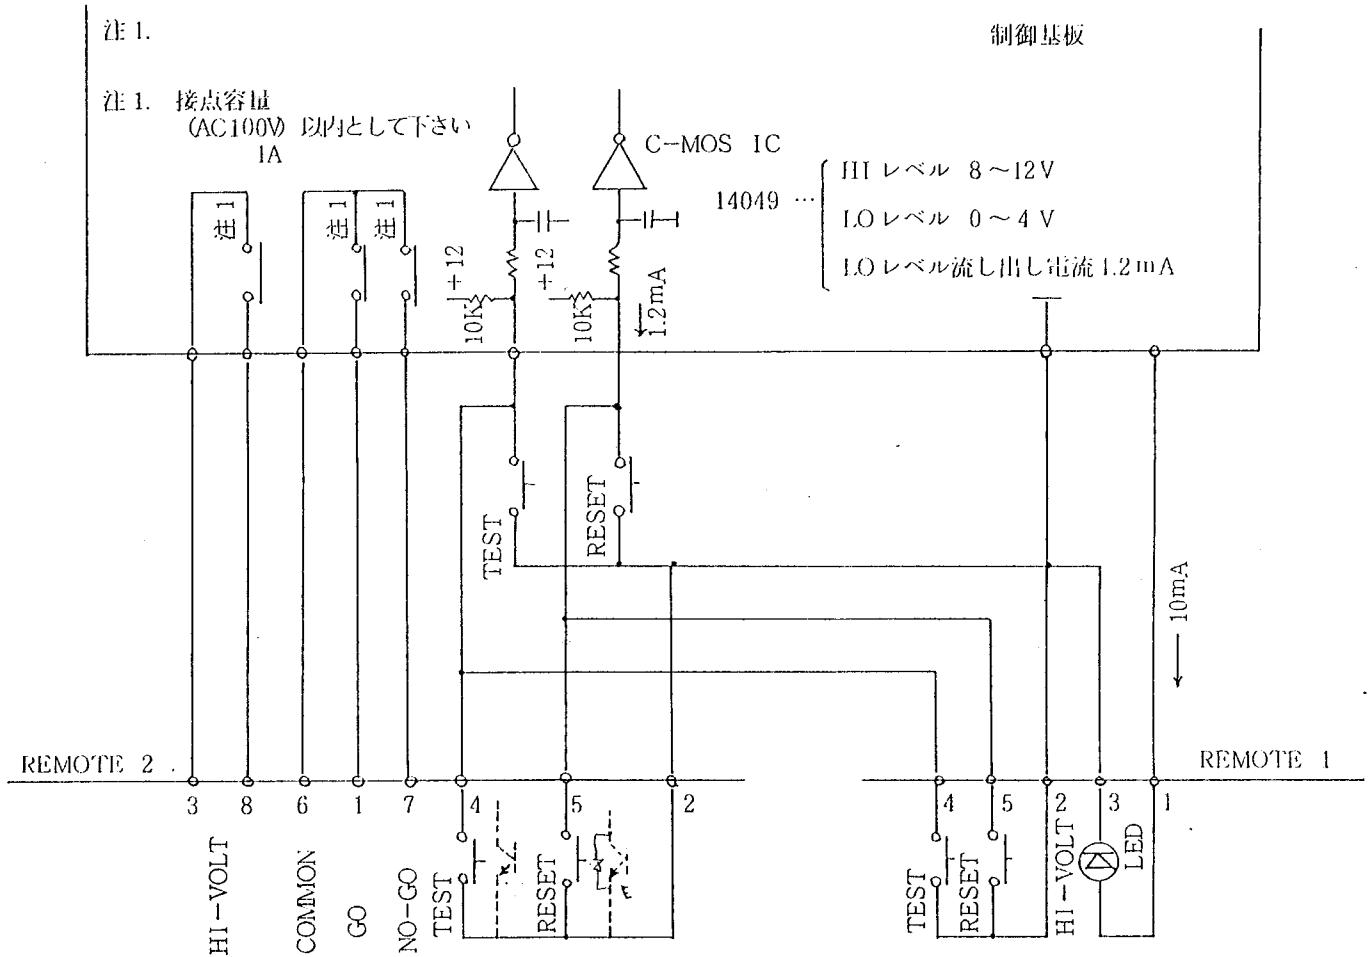 注1.
制御基板
注1. 接点容量
(AC100V) 以内として下さい
1A
C-MOS IC
14049 …
HI レベル 8～12V
LO レベル 0～4V
LO レベル流し出し電流 1.2mA
注1
注1
注1
+12
10K
+12
10K
1.2mA
TEST
RESET
10mA
REMOTE 2
REMOTE 1
3
8
6
1
7
4
5
2
4
5
2
3
1
HI-VOLT
COMMON
GO
NO-GO
TEST
RESET
TEST
RESET
HI-VOLT
LED